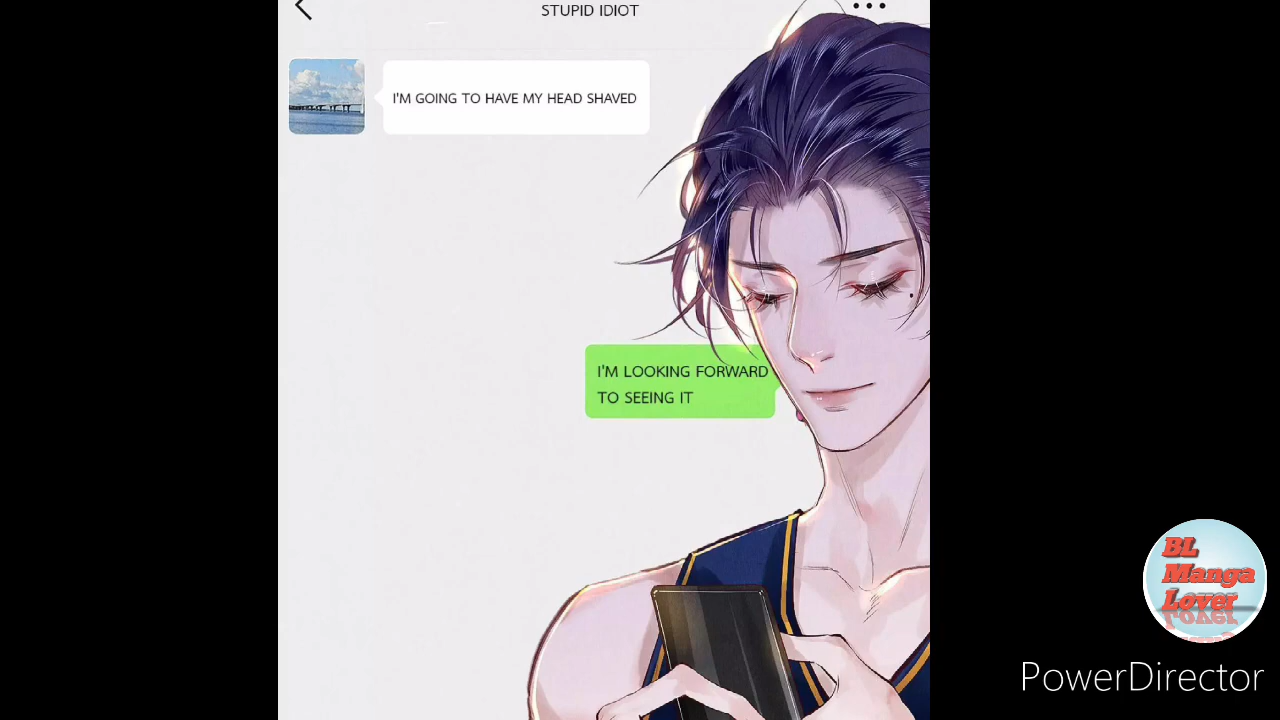 STUPID IDIOT
I'M GOING TO HAVE MY HEAD SHAVED
I'M LOOKING FORWARD
TO SEEING IT
BL
Manga
Lover
PowerDirector